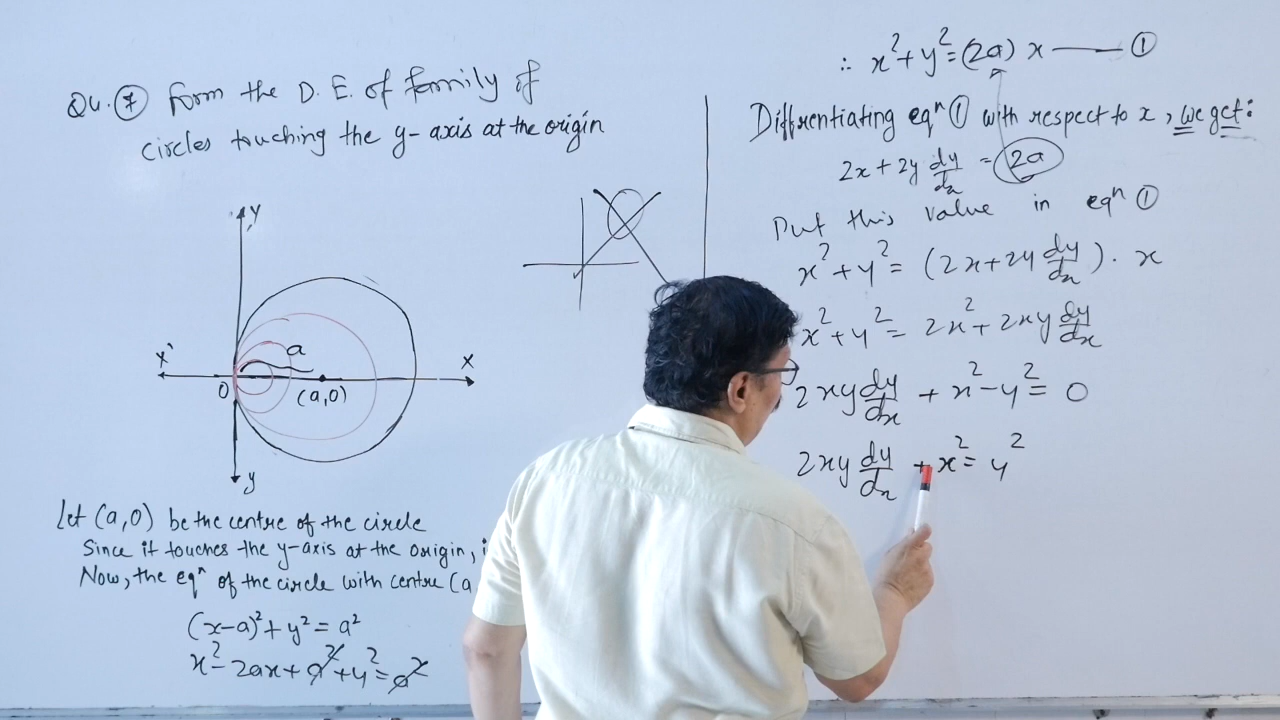 Qu. ⑦ Form the D. E. of family of
circles touching the y-axis at the origin
y
x'
a
x
O
(a,0)
y
Let (a,0) be the centre of the circle
Since it touches the y-axis at the origin,
Now, the eqⁿ of the circle with centre (a
(x-a)² + y² = a²
x² - 2ax + a² + y² = a²
∴ x² + y² = (2a) x —— ①
Differentiating eqⁿ ① with respect to x, we get:
2x + 2y dy/dx = 2a
Put this value in eqⁿ ①
x² + y² = (2x + 2y dy/dx) · x
x² + y² = 2x² + 2xy dy/dx
2xy dy/dx + x² - y² = 0
2xy dy/dx + x² = y²